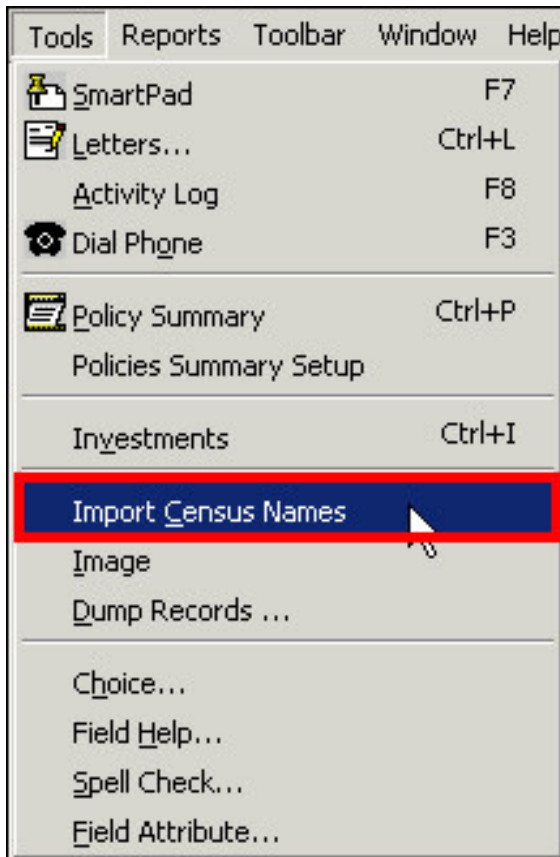 Tools Reports Toolbar Window Help
SmartPad F7
Letters... Ctrl+L
Activity Log F8
Dial Phone F3
Policy Summary Ctrl+P
Policies Summary Setup
Investments Ctrl+I
Import Census Names
Image
Dump Records ...
Choice...
Field Help...
Spell Check...
Field Attribute...